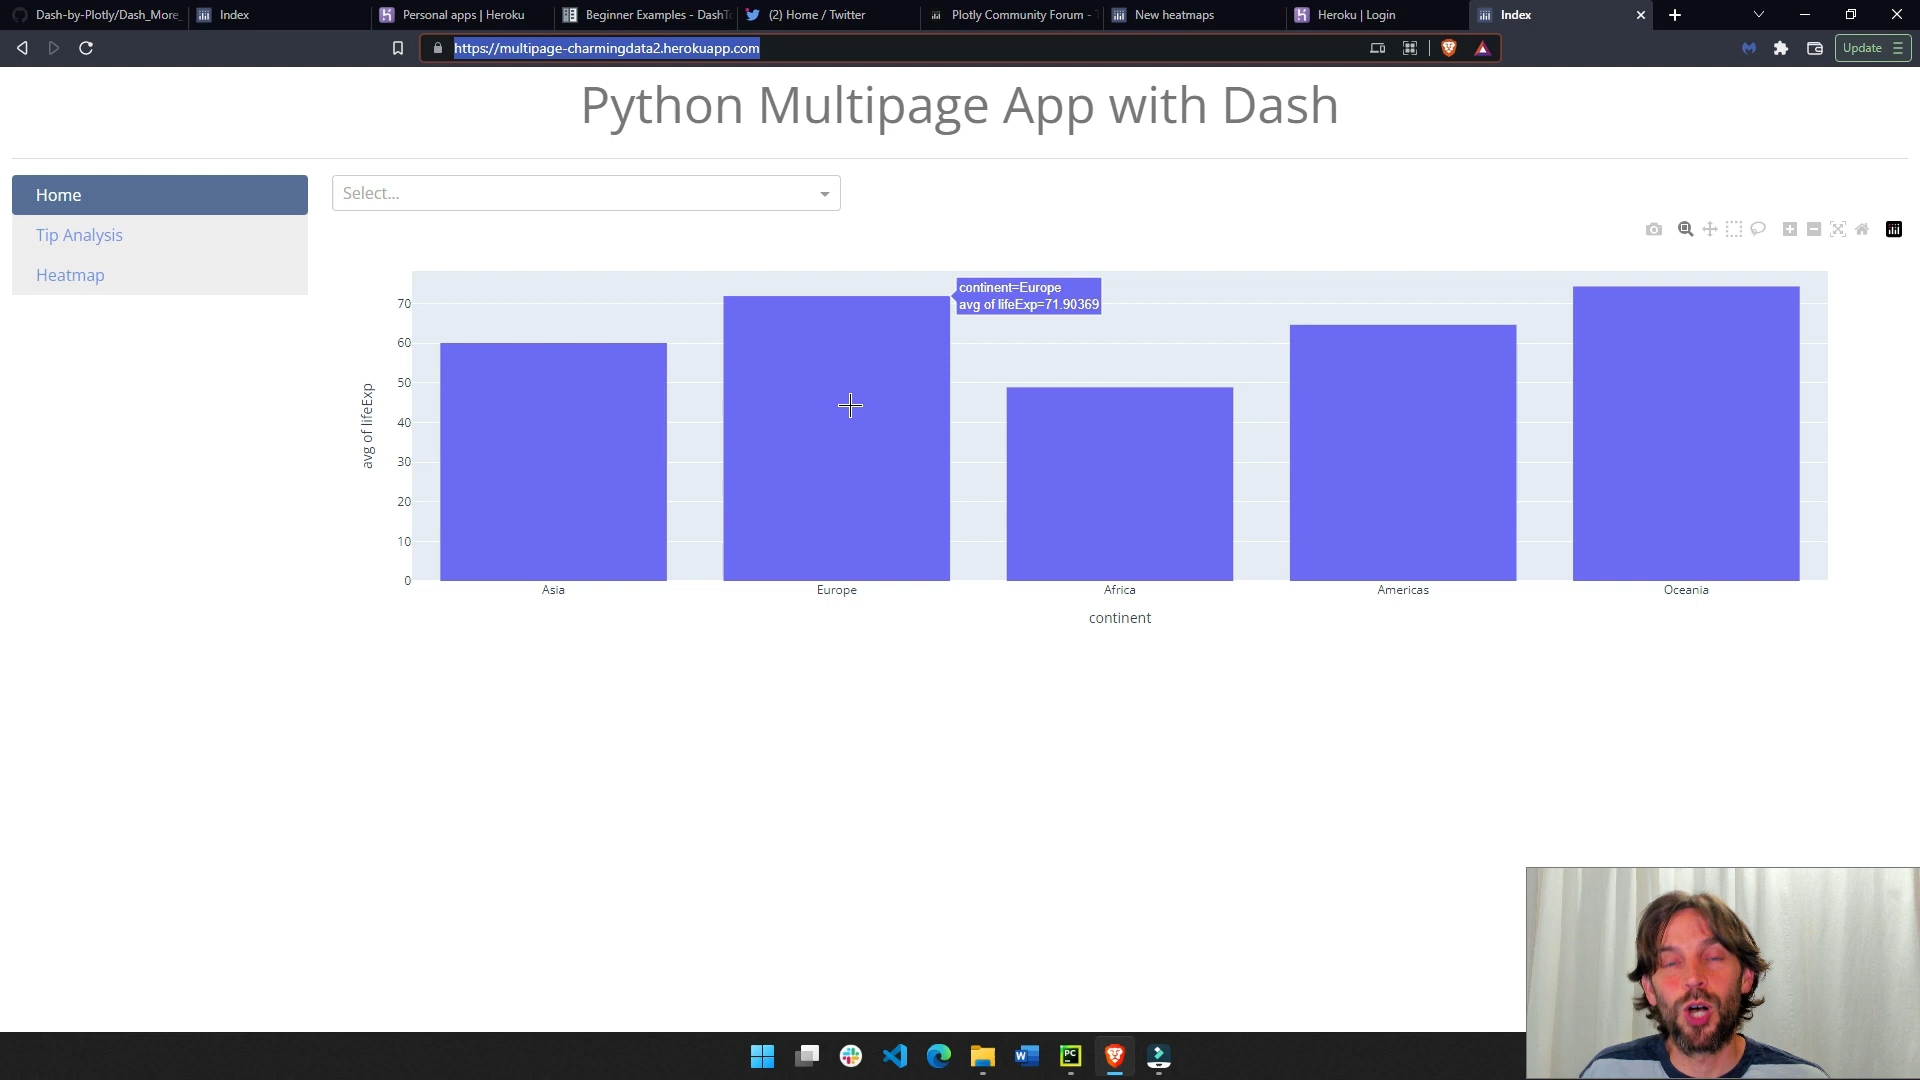 Dash-by-Plotly/Dash_More_
Index
Personal apps | Heroku
Beginner Examples - DashT
(2) Home / Twitter
Plotly Community Forum -
New heatmaps
Heroku | Login
Index
https://multipage-charmingdata2.herokuapp.com
Update
Python Multipage App with Dash
Home
Tip Analysis
Heatmap
Select...
continent=Europe
avg of lifeExp=71.90369
70
60
50
40
30
20
10
0
avg of lifeExp
Asia
Europe
Africa
Americas
Oceania
continent
W
PC